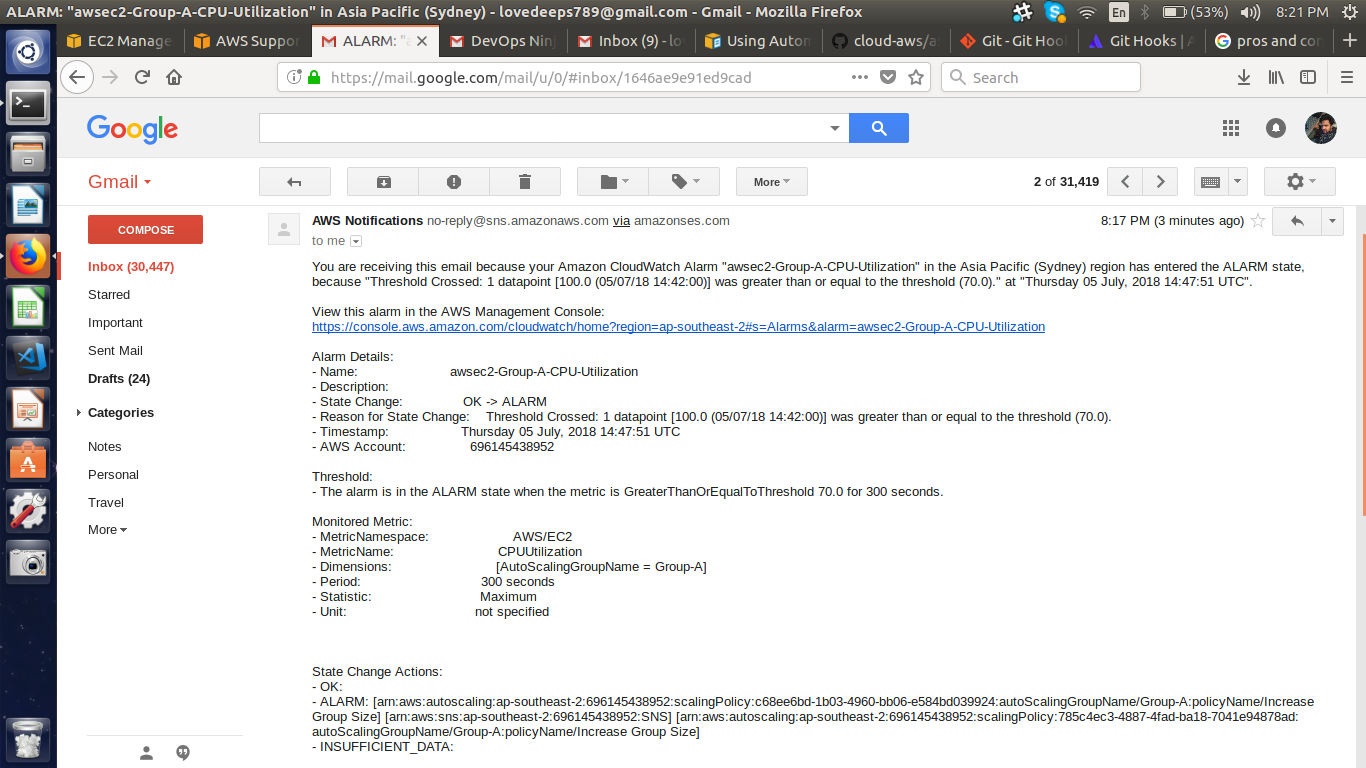 ALARM: "awsec2-Group-A-CPU-Utilization" in Asia Pacific (Sydney) - lovedeeps789@gmail.com - Gmail - Mozilla Firefox
En (53%) 8:21 PM
EC2 Manage AWS Suppor ALARM: "a DevOps Nin Inbox (9) - lo Using Autom cloud-aws/a Git - Git Hool Git Hooks | A pros and con
https://mail.google.com/mail/u/0/#inbox/1646ae9e91ed9cad
Search
Google
Gmail
More
2 of 31,419
COMPOSE
Inbox (30,447)
Starred
Important
Sent Mail
Drafts (24)
Categories
Notes
Personal
Travel
More
AWS Notifications no-reply@sns.amazonaws.com via amazonses.com
8:17 PM (3 minutes ago)
to me
You are receiving this email because your Amazon CloudWatch Alarm "awsec2-Group-A-CPU-Utilization" in the Asia Pacific (Sydney) region has entered the ALARM state,
because "Threshold Crossed: 1 datapoint [100.0 (05/07/18 14:42:00)] was greater than or equal to the threshold (70.0)." at "Thursday 05 July, 2018 14:47:51 UTC".
View this alarm in the AWS Management Console:
https://console.aws.amazon.com/cloudwatch/home?region=ap-southeast-2#s=Alarms&alarm=awsec2-Group-A-CPU-Utilization
Alarm Details:
- Name: awsec2-Group-A-CPU-Utilization
- Description:
- State Change: OK -> ALARM
- Reason for State Change: Threshold Crossed: 1 datapoint [100.0 (05/07/18 14:42:00)] was greater than or equal to the threshold (70.0).
- Timestamp: Thursday 05 July, 2018 14:47:51 UTC
- AWS Account: 696145438952
Threshold:
- The alarm is in the ALARM state when the metric is GreaterThanOrEqualToThreshold 70.0 for 300 seconds.
Monitored Metric:
- MetricNamespace: AWS/EC2
- MetricName: CPUUtilization
- Dimensions: [AutoScalingGroupName = Group-A]
- Period: 300 seconds
- Statistic: Maximum
- Unit: not specified
State Change Actions:
- OK:
- ALARM: [arn:aws:autoscaling:ap-southeast-2:696145438952:scalingPolicy:c68ee6bd-1b03-4960-bb06-e584bd039924:autoScalingGroupName/Group-A:policyName/Increase
Group Size] [arn:aws:sns:ap-southeast-2:696145438952:SNS] [arn:aws:autoscaling:ap-southeast-2:696145438952:scalingPolicy:785c4ec3-4887-4fad-ba18-7041e94878ad:
autoScalingGroupName/Group-A:policyName/Increase Group Size]
- INSUFFICIENT_DATA: